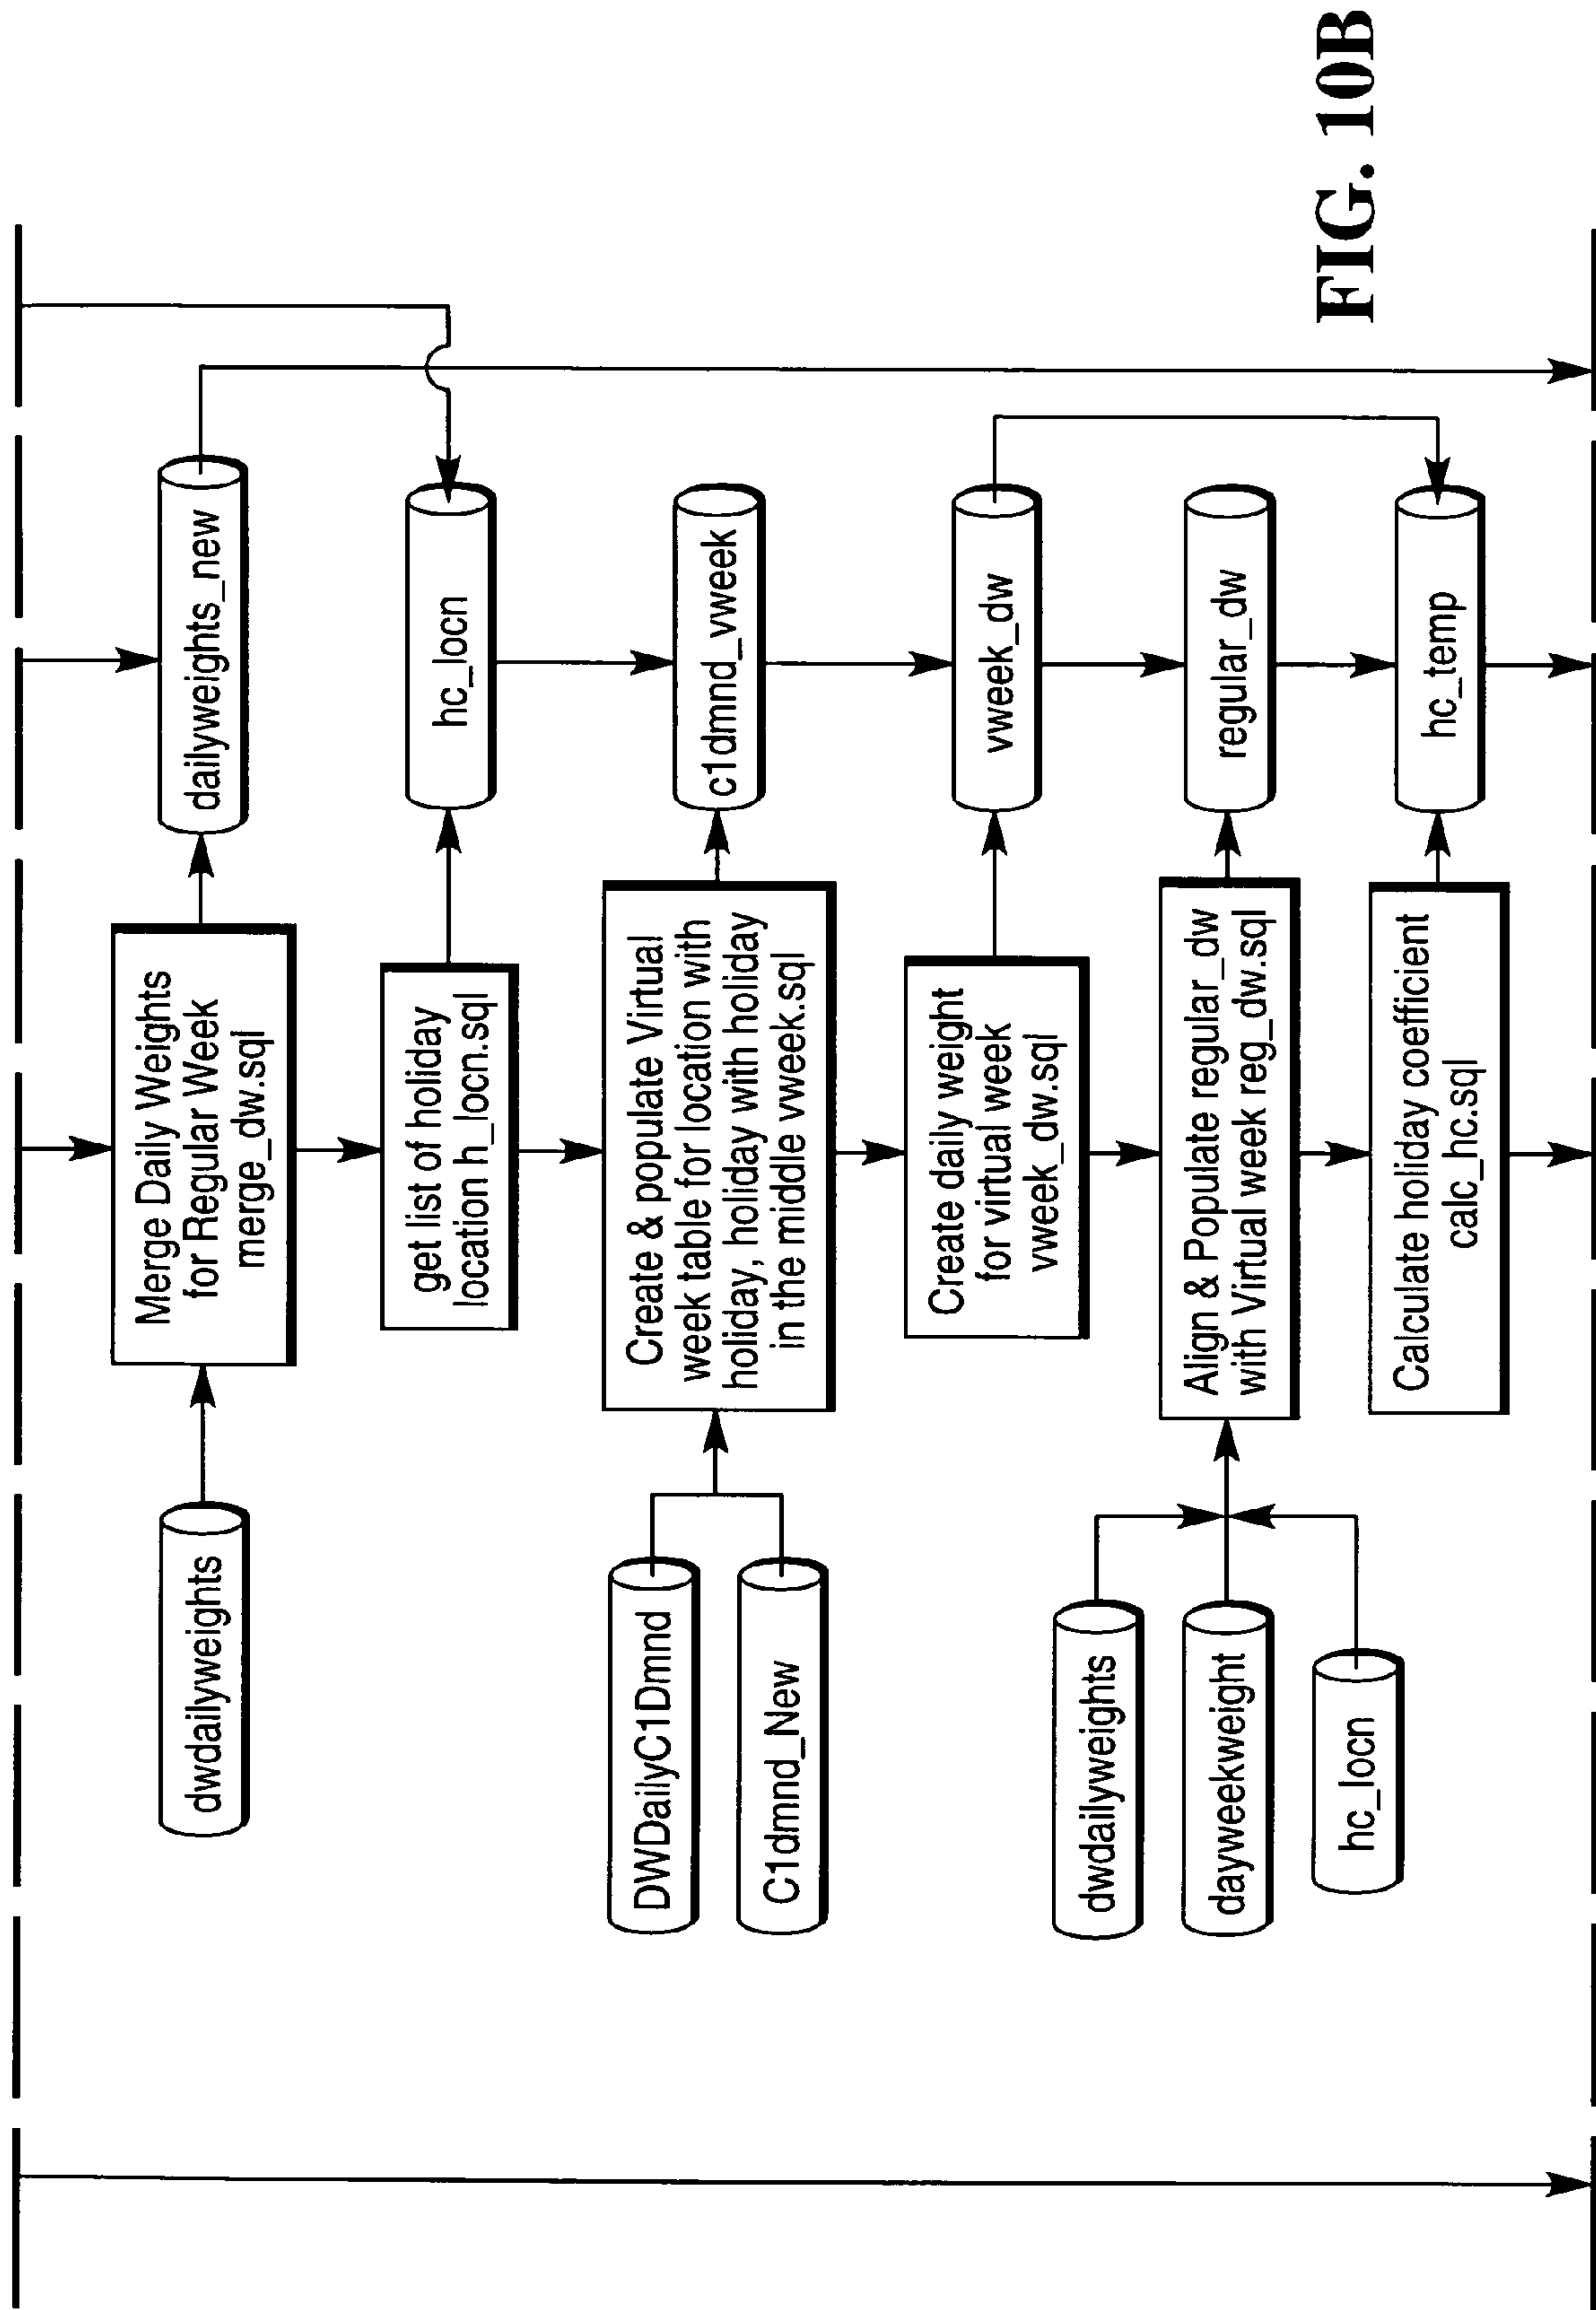 dwdailyweights
Merge Daily Weights
for Regular Week
merge_dw.sql
dailyweights_new
get list of holiday
location h_locn.sql
hc_locn
DWDailyC1Dmnd
C1dmnd_New
Create & populate Virtual
week table for location with
holiday, holiday with holiday
in the middle vweek.sql
c1dmnd_vweek
Create daily weight
for virtual week
vweek_dw.sql
vweek_dw
dwdailyweights
dayweekweight
hc_locn
Align & Populate regular_dw
with Virtual week reg_dw.sql
regular_dw
Calculate holiday coefficient
calc_hc.sql
hc_temp
FIG. 10B